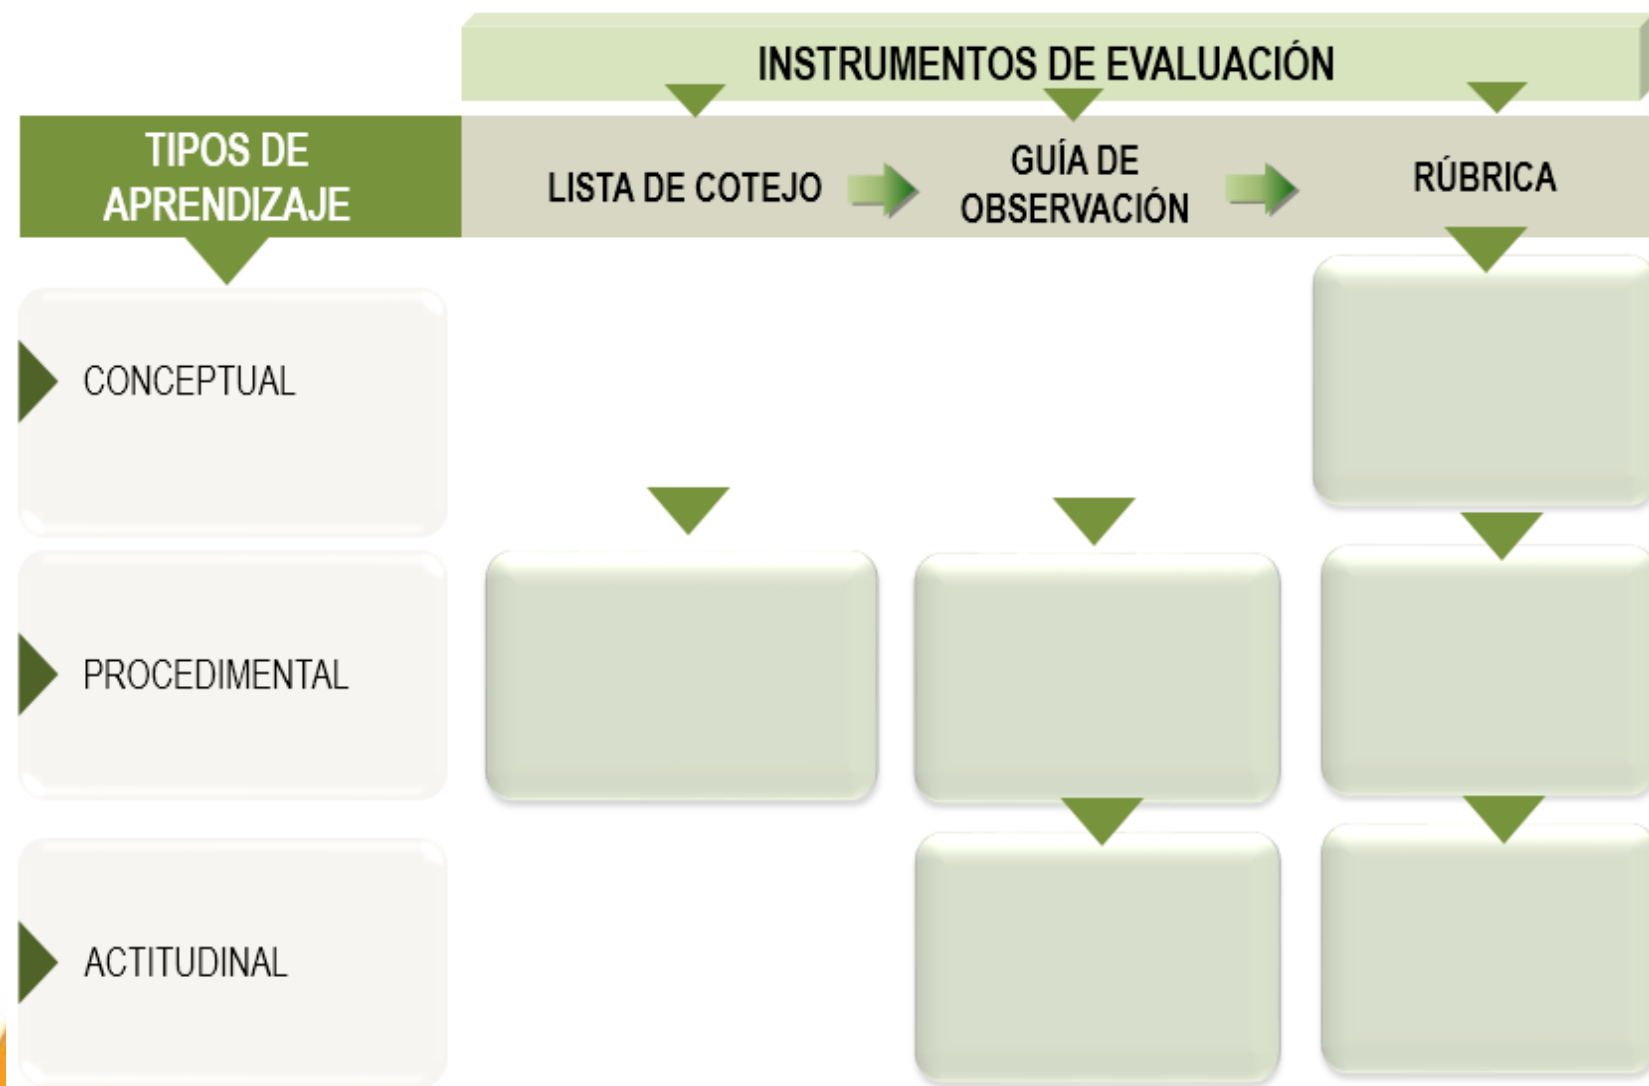 INSTRUMENTOS DE EVALUACIÓN
TIPOS DE
APRENDIZAJE
LISTA DE COTEJO
GUÍA DE
OBSERVACIÓN
RÚBRICA
CONCEPTUAL
PROCEDIMENTAL
ACTITUDINAL